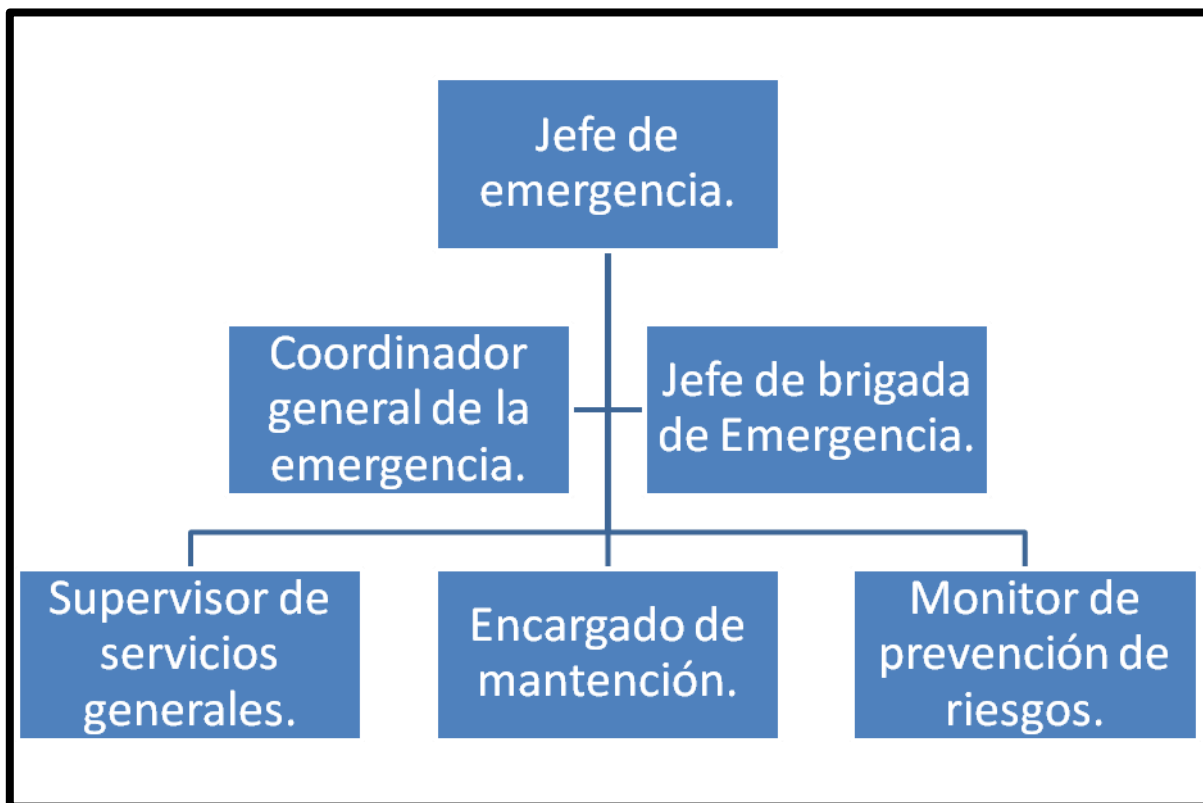 Jefe de
emergencia.
Coordinador
general de la
emergencia.
Jefe de brigada
de Emergencia.
Supervisor de
servicios
generales.
Encargado de
mantención.
Monitor de
prevención de
riesgos.